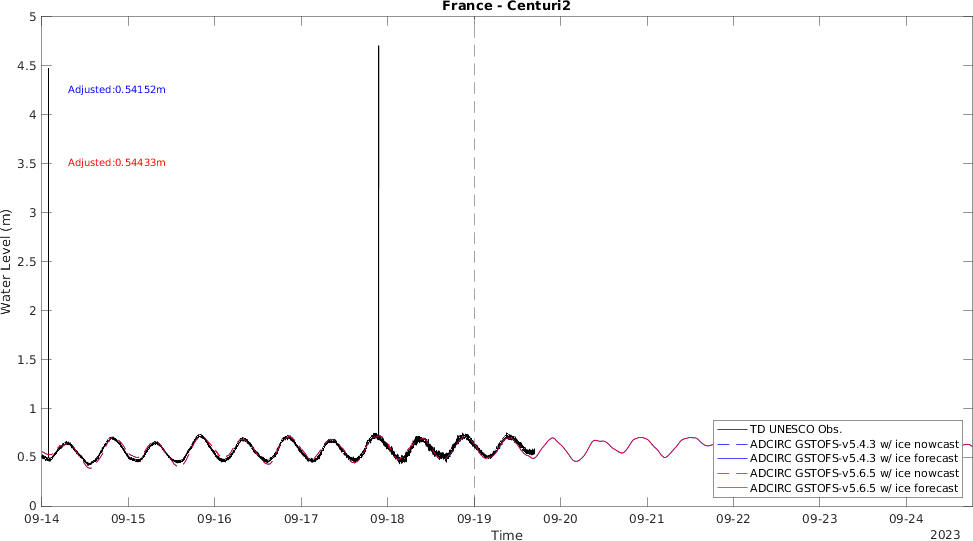 France - Centuri2
5
4.5
4
3.5
3
2.5
2
1.5
1
0.5
0
Water Level (m)
Adjusted:0.54152m
Adjusted:0.54433m
TD UNESCO Obs.
ADCIRC GSTOFS-v5.4.3 w/ ice nowcast
ADCIRC GSTOFS-v5.4.3 w/ ice forecast
ADCIRC GSTOFS-v5.6.5 w/ ice nowcast
ADCIRC GSTOFS-v5.6.5 w/ ice forecast
09-14 09-15 09-16 09-17 09-18 09-19 09-20 09-21 09-22 09-23 09-24
Time
2023